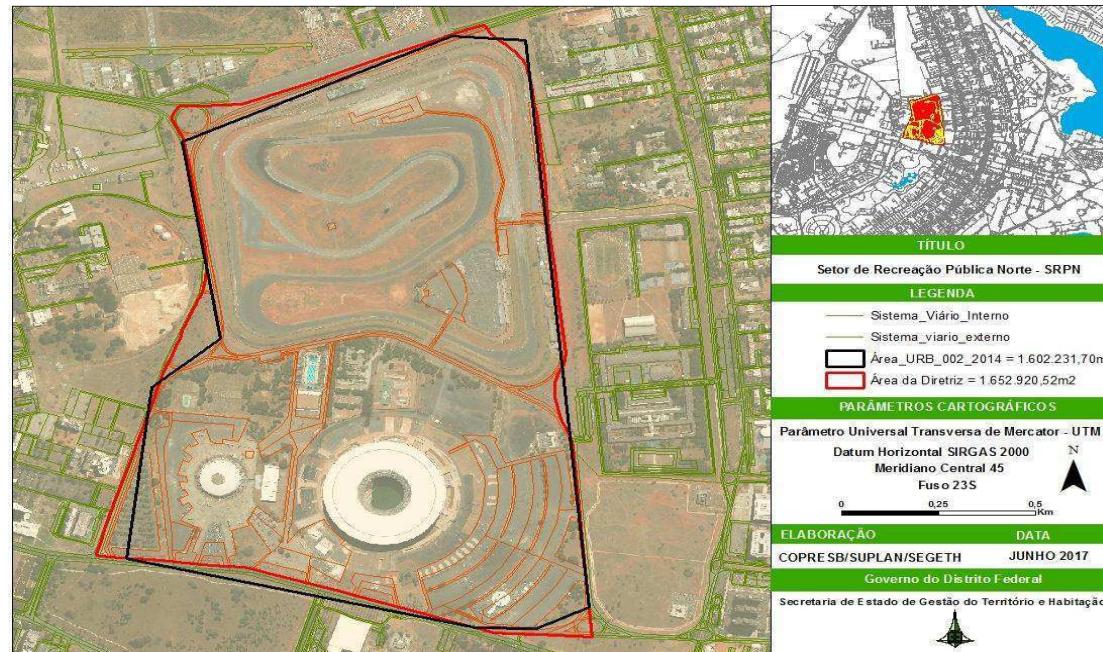 TÍTULO
Setor de Recreação Pública Norte - SRPN
LEGENDA
Sistema_Viário_Interno
Sistema_viario_externo
Área_URB_002_2014 = 1.602.231,70m
Área da Diretriz = 1.652.920,52m2
PARÂMETROS CARTOGRÁFICOS
Parâmetro Universal Transversa de Mercator - UTM
Datum Horizontal SIRGAS 2000
Meridiano Central 45
Fuso 23S
N
0 0,25 0,5
Km
ELABORAÇÃO DATA
COPRESB/SUPLAN/SEGETH JUNHO 2017
Governo do Distrito Federal
Secretaria de Estado de Gestão do Território e Habitação